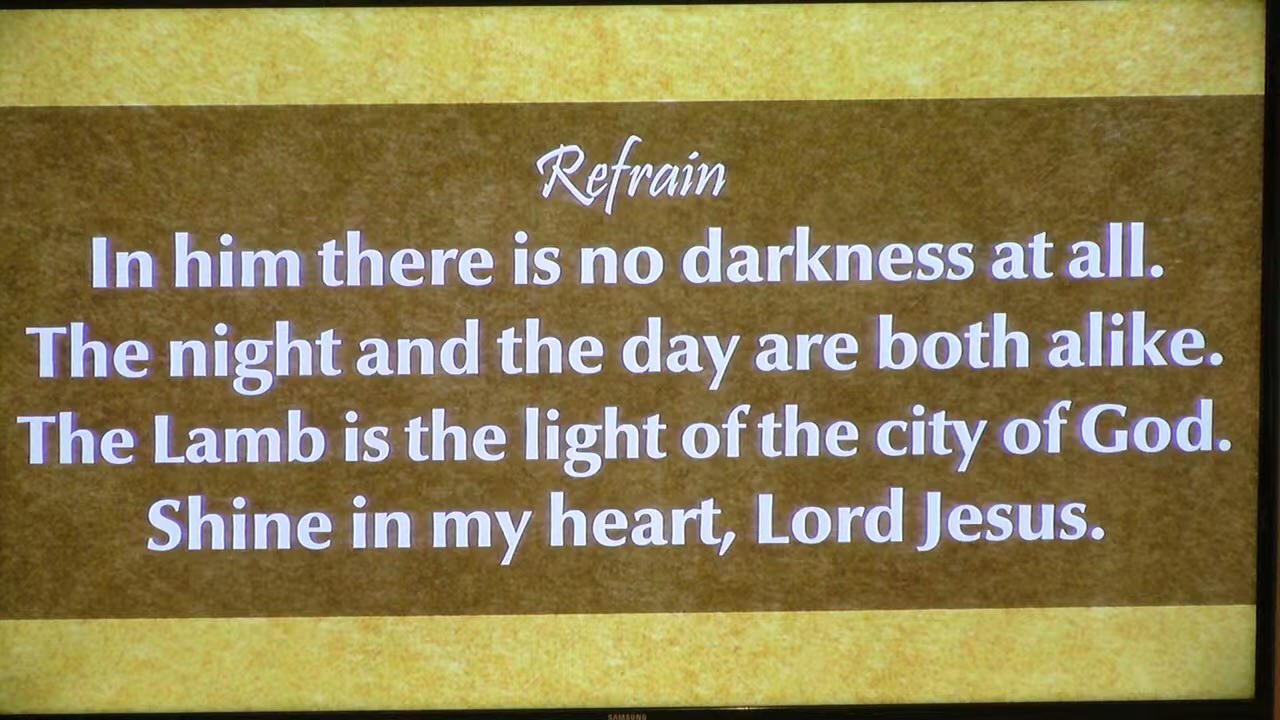 Refrain
In him there is no darkness at all.
The night and the day are both alike.
The Lamb is the light of the city of God.
Shine in my heart, Lord Jesus.
SAMSUNG